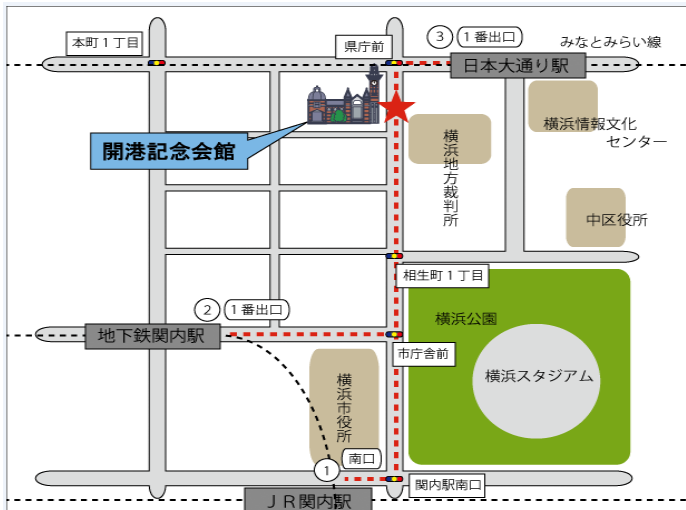 本町１丁目
県庁前
③
１番出口
みなとみらい線
日本大通り駅
横浜情報文化
センター
横浜地方裁判所
開港記念会館
中区役所
相生町１丁目
②
１番出口
横浜公園
地下鉄関内駅
市庁舎前
横浜スタジアム
横浜市役所
南口
①
関内駅南口
ＪＲ関内駅